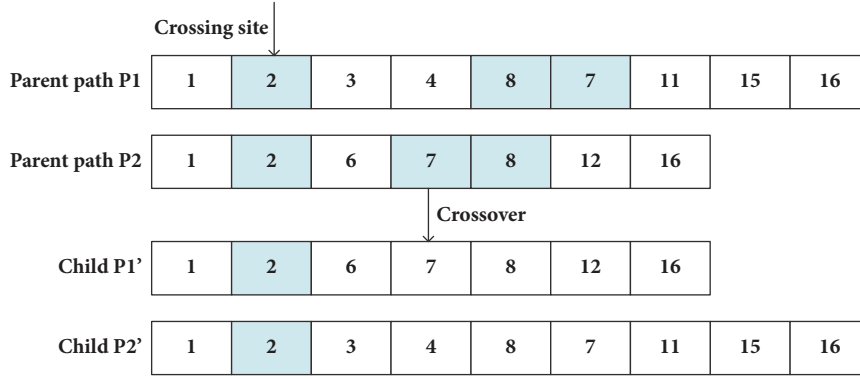 Crossing site
Parent path P1 1 2 3 4 8 7 11 15 16
Parent path P2 1 2 6 7 8 12 16
Crossover
Child P1’ 1 2 6 7 8 12 16
Child P2’ 1 2 3 4 8 7 11 15 16